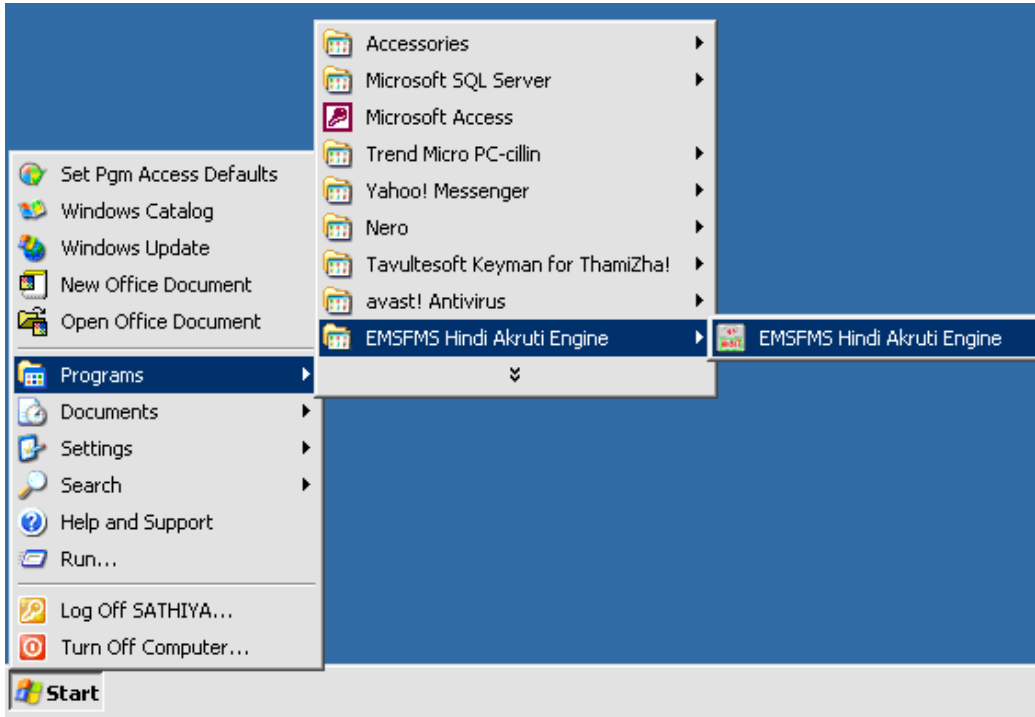 Accessories
Microsoft SQL Server
Microsoft Access
Trend Micro PC-cillin
Yahoo! Messenger
Nero
Tavultesoft Keyman for ThamiZha!
avast! Antivirus
EMSFMS Hindi Akruti Engine
EMSFMS Hindi Akruti Engine
Set Pgm Access Defaults
Windows Catalog
Windows Update
New Office Document
Open Office Document
Programs
Documents
Settings
Search
Help and Support
Run...
Log Off SATHIYA...
Turn Off Computer...
Start